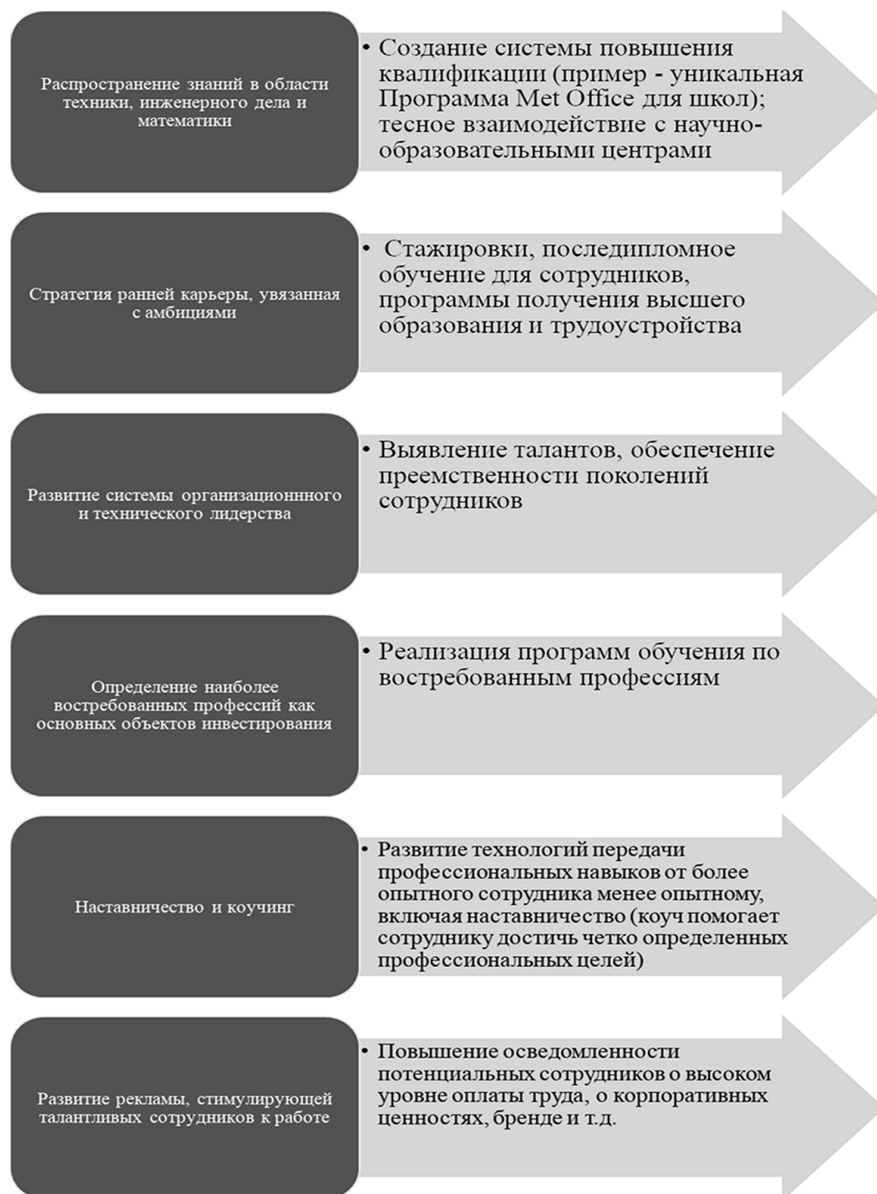 Распространение знаний в области
техники, инженерного дела и
математики
• Создание системы повышения
квалификации (пример - уникальная
Программа Met Office для школ);
тесное взаимодействие с научно-
образовательными центрами
Стратегия ранней карьеры, увязанная
с амбициями
• Стажировки, последипломное
обучение для сотрудников,
программы получения высшего
образования и трудоустройства
Развитие системы организационнного
и технического лидерства
• Выявление талантов, обеспечение
преемственности поколений
сотрудников
Определение наиболее
востребованных профессий как
основных объектов инвестирования
• Реализация программ обучения по
востребованным профессиям
Наставничество и коучинг
• Развитие технологий передачи
профессиональных навыков от более
опытного сотрудника менее опытному,
включая наставничество (коуч помогает
сотруднику достичь четко определенных
профессиональных целей)
Развитие рекламы, стимулирующей
талантливых сотрудников к работе
• Повышение осведомленности
потенциальных сотрудников о высоком
уровне оплаты труда, о корпоративных
ценностях, бренде и т.д.